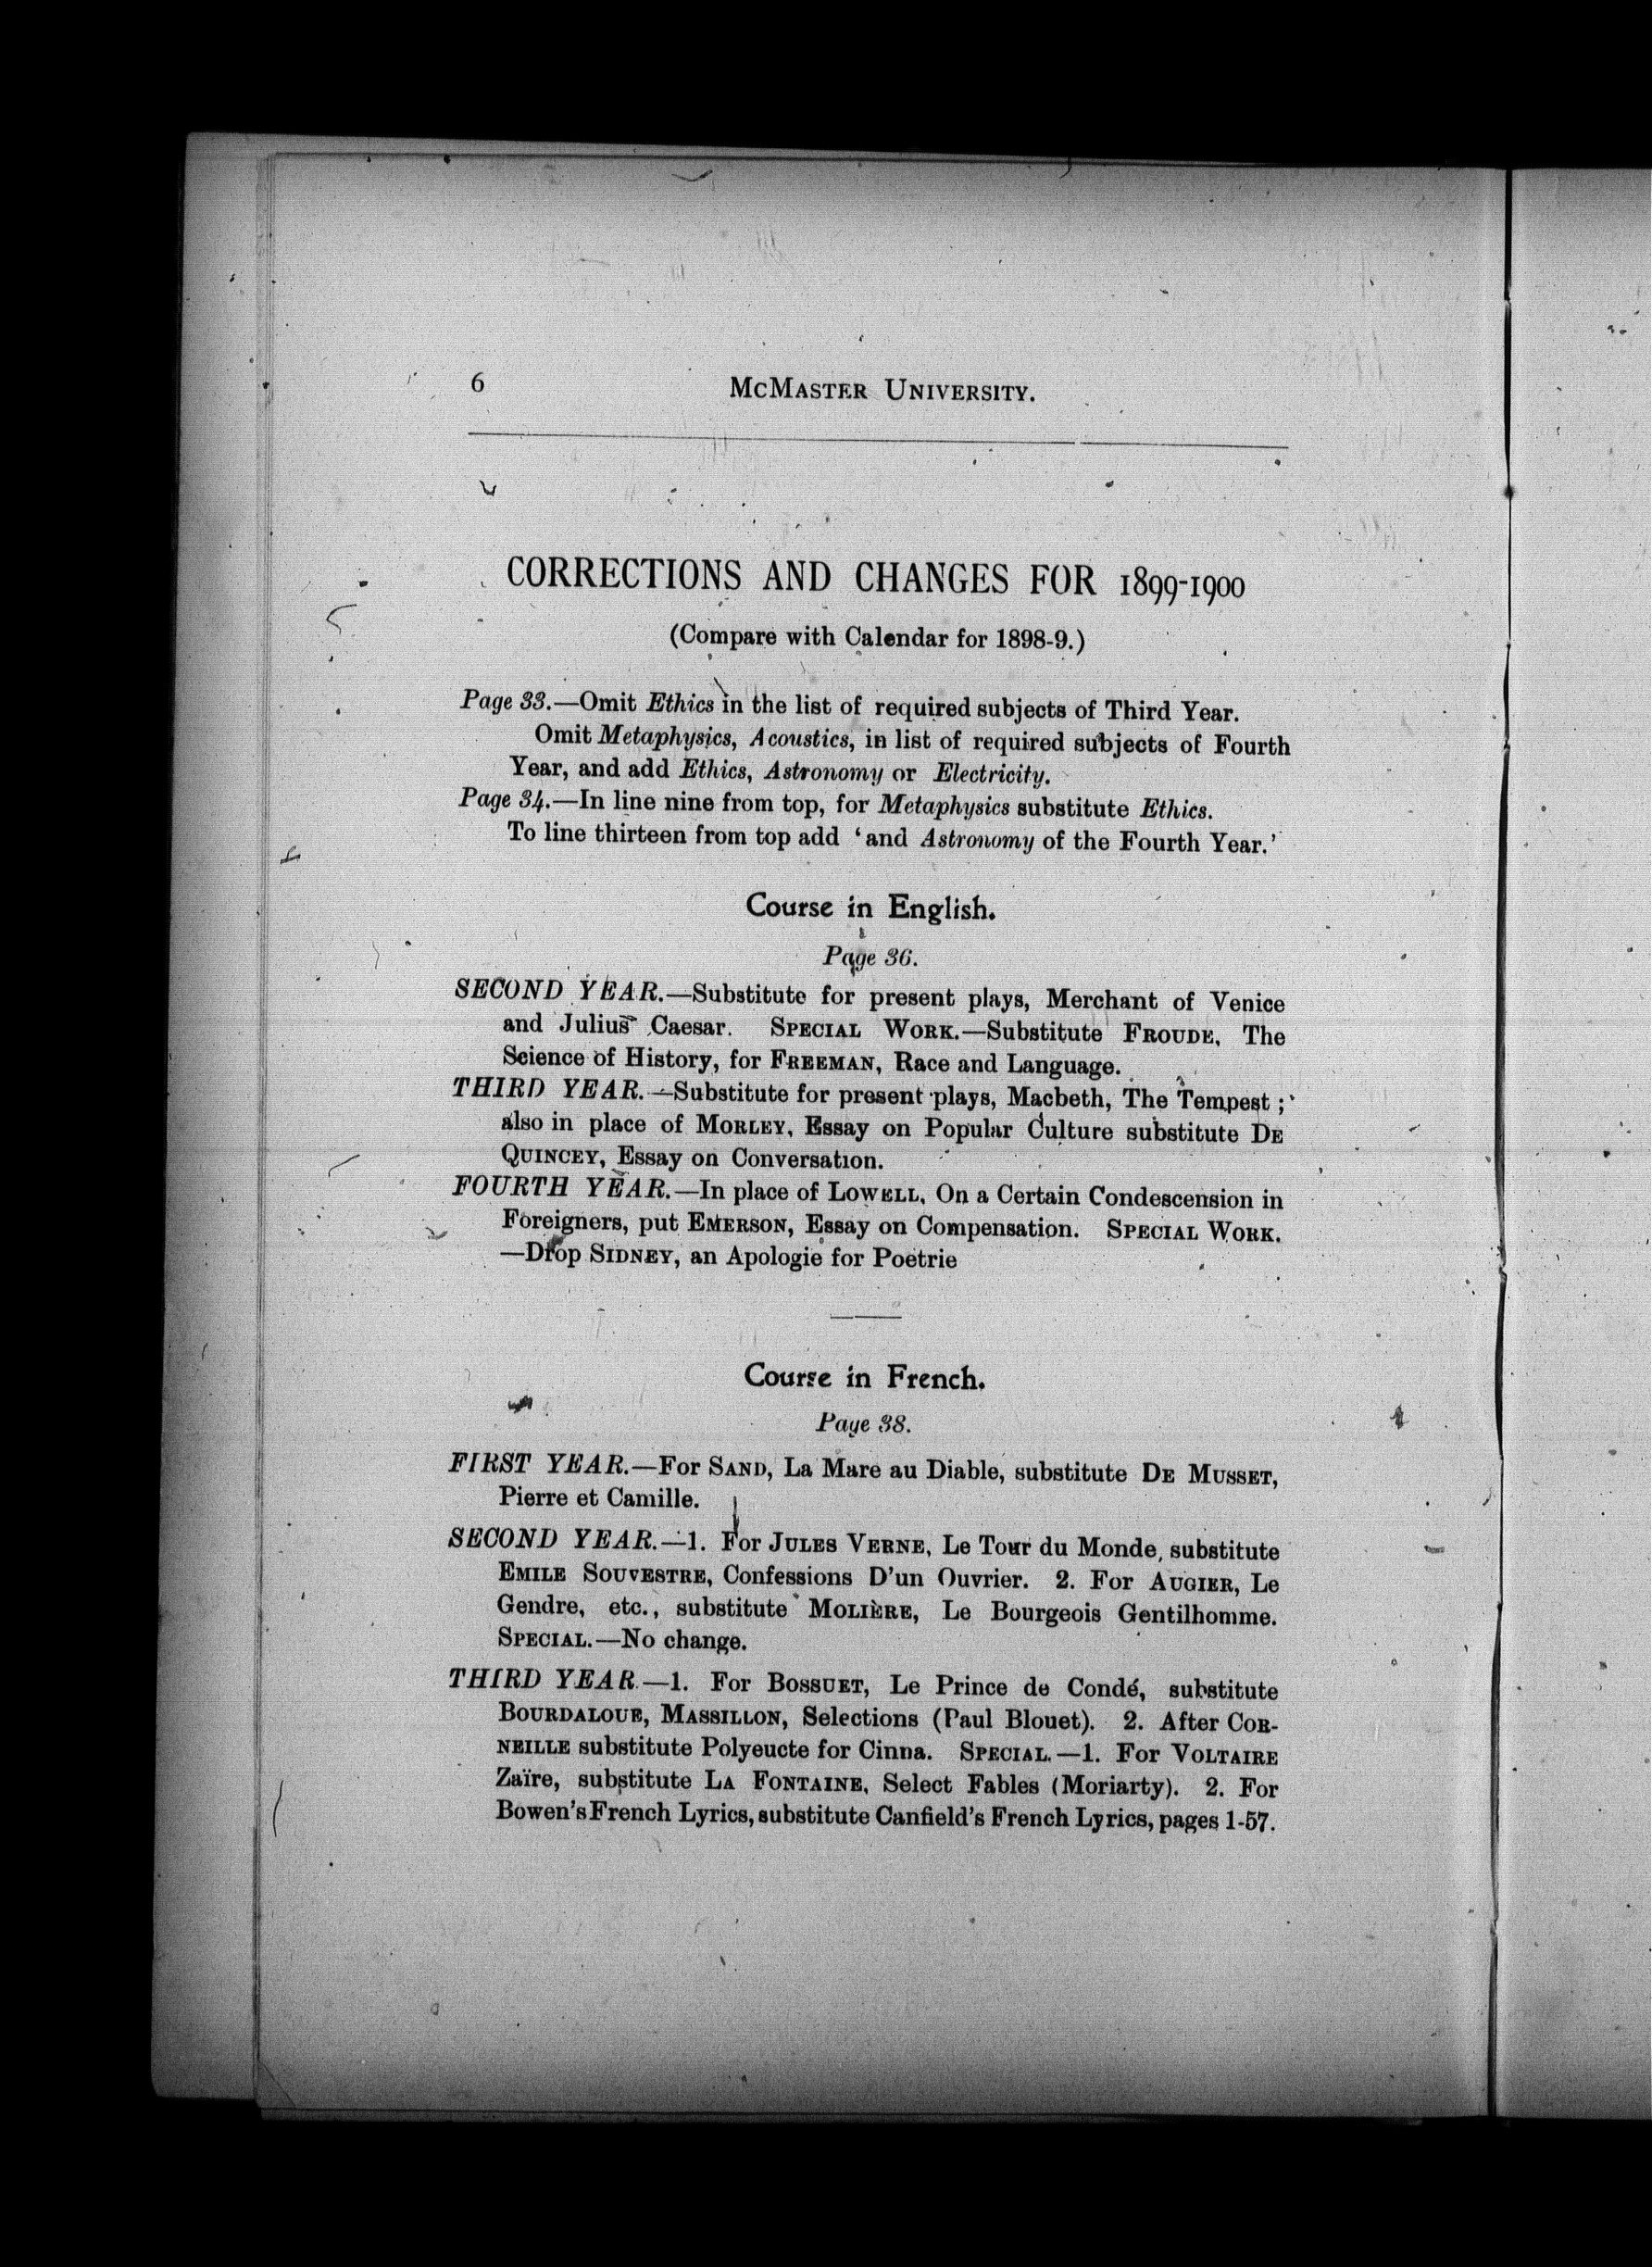 6
McMASTER UNIVERSITY.
CORRECTIONS AND CHANGES FOR 1899-1900
(Compare with Calendar for 1898-9.)
Page 33.—Omit Ethics in the list of required subjects of Third Year.
Omit Metaphysics, Acoustics, in list of required subjects of Fourth
Year, and add Ethics, Astronomy or Electricity.
Page 34.—In line nine from top, for Metaphysics substitute Ethics.
To line thirteen from top add ‘and Astronomy of the Fourth Year.’
Course in English.
Page 36.
SECOND YEAR.—Substitute for present plays, Merchant of Venice
and Julius Caesar. SPECIAL WORK.—Substitute FROUDE, The
Science of History, for FREEMAN, Race and Language.
THIRD YEAR.—Substitute for present plays, Macbeth, The Tempest ;
also in place of MORLEY, Essay on Popular Culture substitute DE
QUINCEY, Essay on Conversation.
FOURTH YEAR.—In place of LOWELL, On a Certain Condescension in
Foreigners, put EMERSON, Essay on Compensation. SPECIAL WORK.
—Drop SIDNEY, an Apologie for Poetrie
Course in French.
Page 38.
FIRST YEAR.—For SAND, La Mare au Diable, substitute DE MUSSET,
Pierre et Camille.
SECOND YEAR.—1. For JULES VERNE, Le Tour du Monde, substitute
EMILE SOUVESTRE, Confessions D'un Ouvrier. 2. For AUGIER, Le
Gendre, etc., substitute MOLIÈRE, Le Bourgeois Gentilhomme.
SPECIAL.—No change.
THIRD YEAR.—1. For BOSSUET, Le Prince de Condé, substitute
BOURDALOUE, MASSILLON, Selections (Paul Blouet). 2. After COR-
NEILLE substitute Polyeucte for Cinna. SPECIAL.—1. For VOLTAIRE
Zaïre, substitute LA FONTAINE, Select Fables (Moriarty). 2. For
Bowen's French Lyrics, substitute Canfield's French Lyrics, pages 1-57.